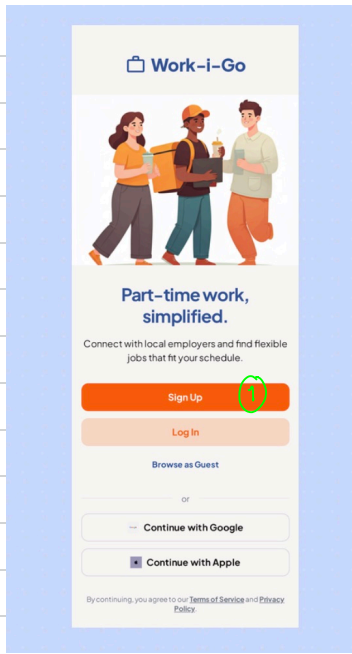 Work-i-Go
Part-time work,
simplified.
Connect with local employers and find flexible
jobs that fit your schedule.
Sign Up 1
Log In
Browse as Guest
or
Continue with Google
Continue with Apple
By continuing, you agree to our Terms of Service and Privacy
Policy.